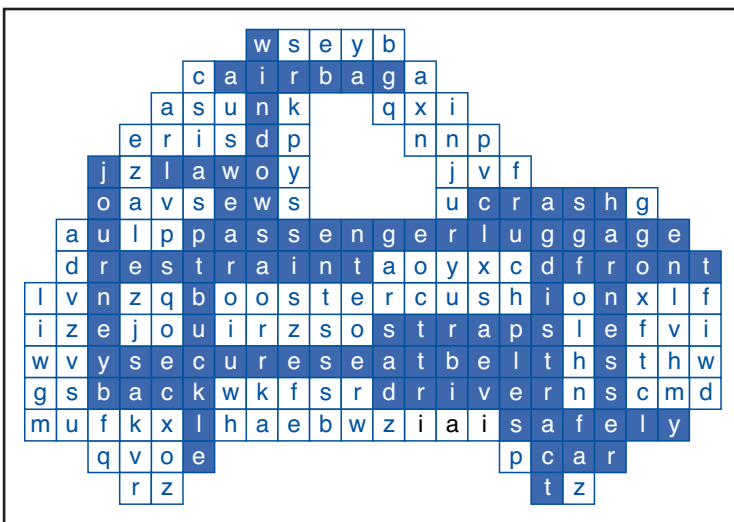 w s e y b
c a i r b a g a
a s u n k q x i
e r i s d p n n p
j z l a w o y j v f
o a v s e w s u c r a s h g
a u l p p a s s e n g e r l u g g a g e
d r e s t r a i n t a o y x c d f r o n t
l v n z q b o o s t e r c u s h i o n x l f
i z e j o u i r z s o s t r a p s l e f v i
w v y s e c u r e s e a t b e l t h s t h w
g s b a c k w k f s r d r i v e r n s c m d
m u f k x l h a e b w z i a i s a f e l y
q v o e p c a r
r z t z